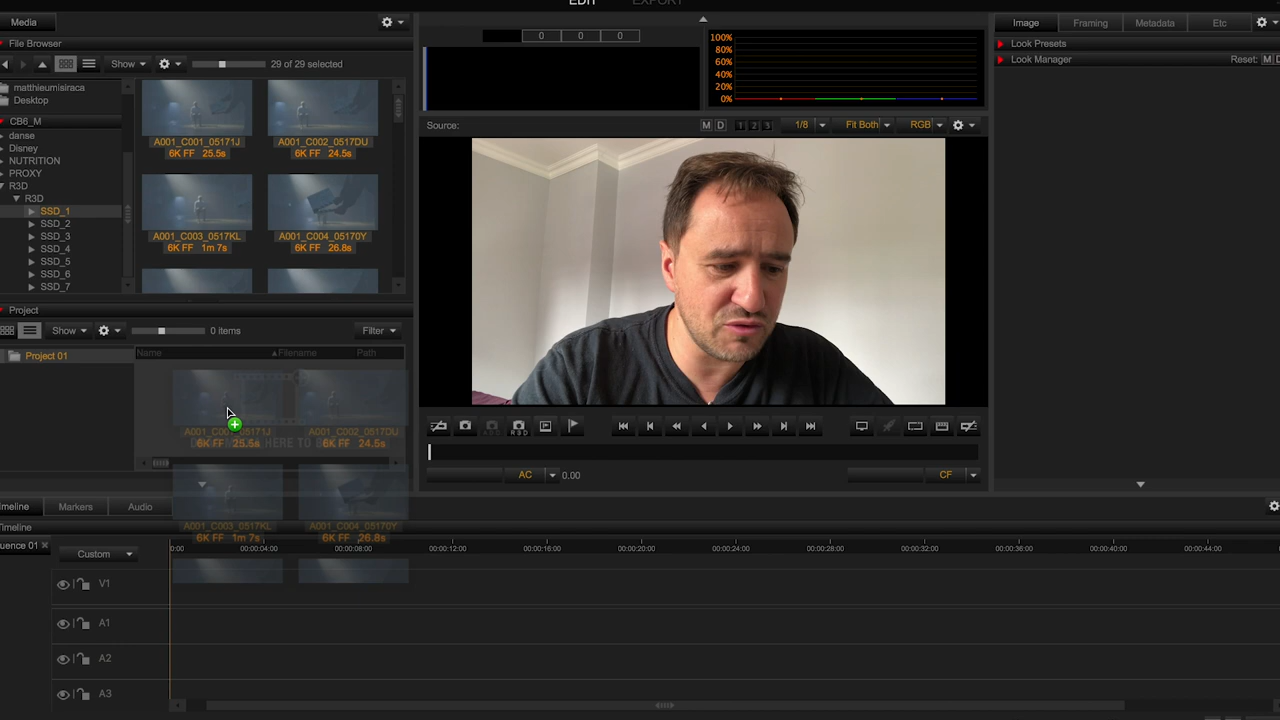 EDIT EXPORT
Media
File Browser
Show 29 of 29 selected
matthieumisiraca
Desktop
CB6_M
danse
Disney
NUTRITION
PROXY
R3D
R3D
SSD_1
SSD_2
SSD_3
SSD_4
SSD_5
SSD_6
SSD_7
A001_C001_05171J
6K FF 25.5s
A001_C002_0517DU
6K FF 24.5s
A001_C003_0517KL
6K FF 1m 7s
A001_C004_05170Y
6K FF 26.8s
Project
Show 0 items Filter
Name Filename Path
Project 01
6K FF 25.5s
A001_C002_0517DU
6K FF 24.5s
A001_C003_0517KL
6K FF 1m 7s
A001_C004_05170Y
6K FF 26.8s
0 0 0
100%
80%
60%
40%
20%
0%
Source: M D 1 2 3 1/8 Fit Both RGB
R3D
AC 0.00 CF
Image Framing Metadata Etc
Look Presets
Look Manager Reset: M D
imeline Markers Audio
Timeline
uence 01
Custom
0:00 00:00:04:00 00:00:08:00 00:00:12:00 00:00:16:00 00:00:20:00 00:00:24:00 00:00:28:00 00:00:32:00 00:00:36:00 00:00:40:00 00:00:44:00
V1
A1
A2
A3